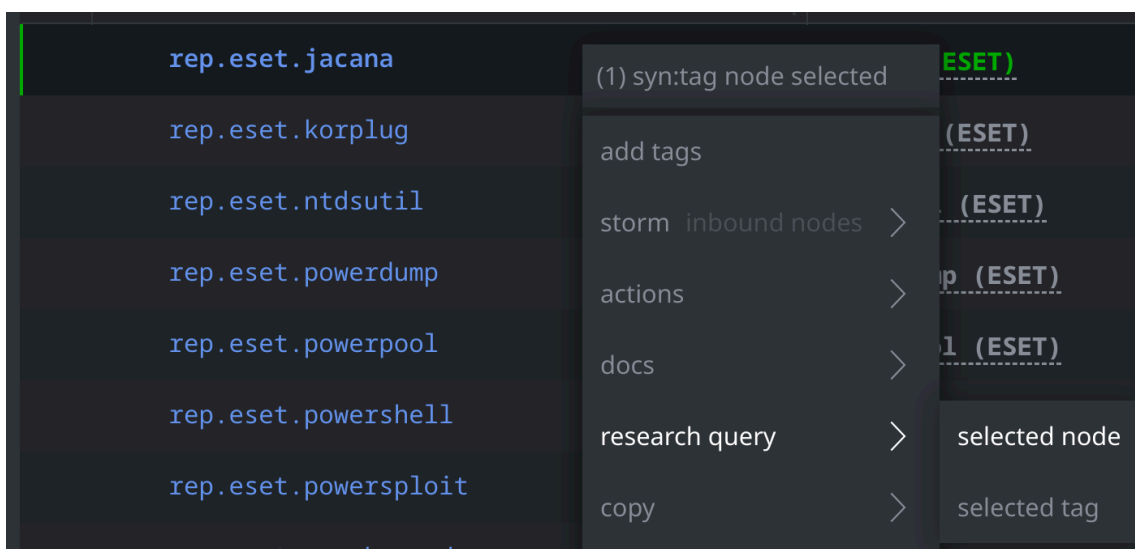 rep.eset.jacana
(1) syn:tag node selected
ESET)
rep.eset.korplug
add tags
(ESET)
rep.eset.ntdsutil
storm inbound nodes
(ESET)
rep.eset.powerdump
actions
p (ESET)
rep.eset.powerpool
docs
l (ESET)
rep.eset.powershell
research query
selected node
rep.eset.powersploit
copy
selected tag